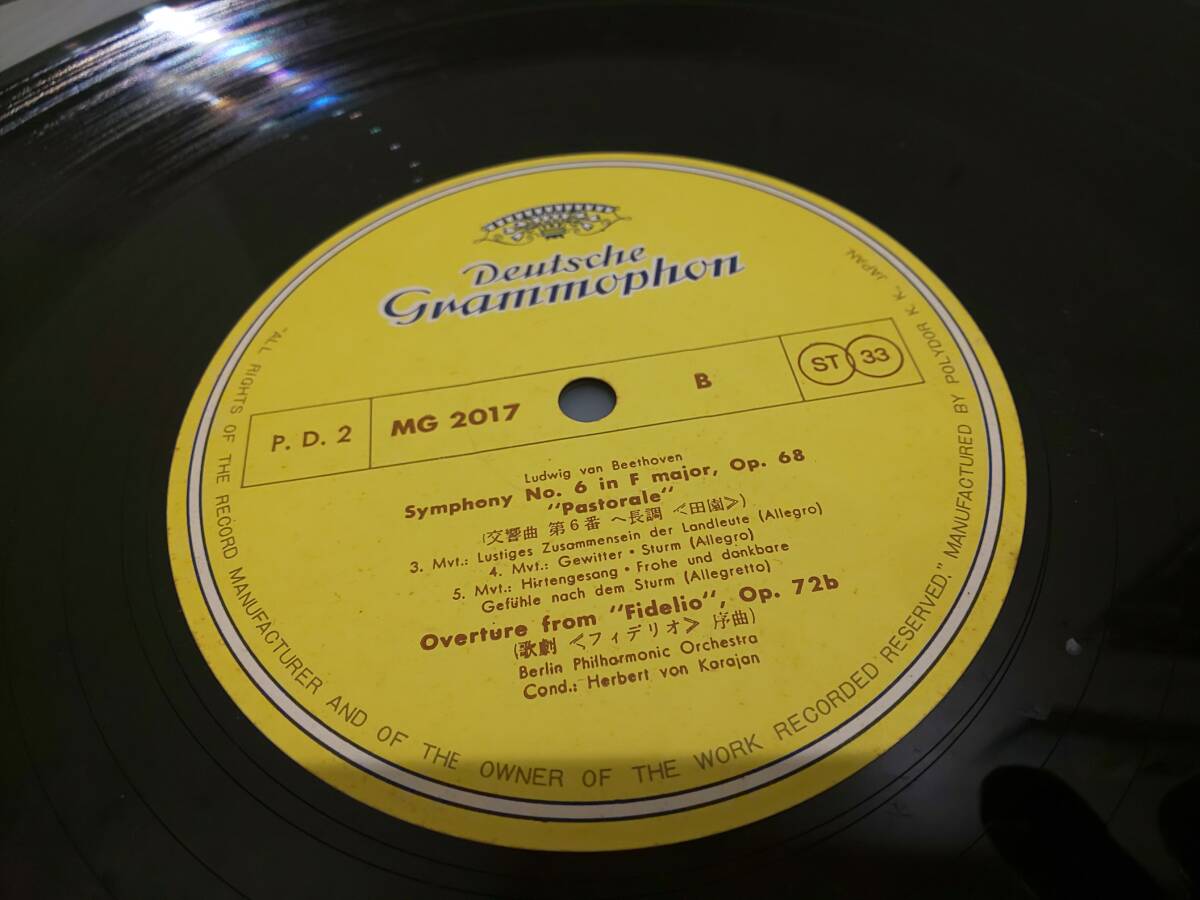 Deutsche
Grammophon
P. D. 2 MG 2017 B ST 33
Ludwig van Beethoven
Symphony No. 6 in F major, Op. 68
"Pastorale"
(交響曲 第6番 ヘ長調 <田園>)
3. Mvt.: Lustiges Zusammensein der Landleute (Allegro)
4. Mvt.: Gewitter • Sturm (Allegro)
5. Mvt.: Hirtengesang • Frohe und dankbare
Gefühle nach dem Sturm (Allegretto)
Overture from "Fidelio", Op. 72b
(歌劇 <フィデリオ> 序曲)
Berlin Philharmonic Orchestra
Cond.: Herbert von Karajan
"ALL RIGHTS OF THE RECORD MANUFACTURER AND OF THE OWNER OF THE WORK RECORDED RESERVED." MANUFACTURED BY POLYDOR K. K. JAPAN